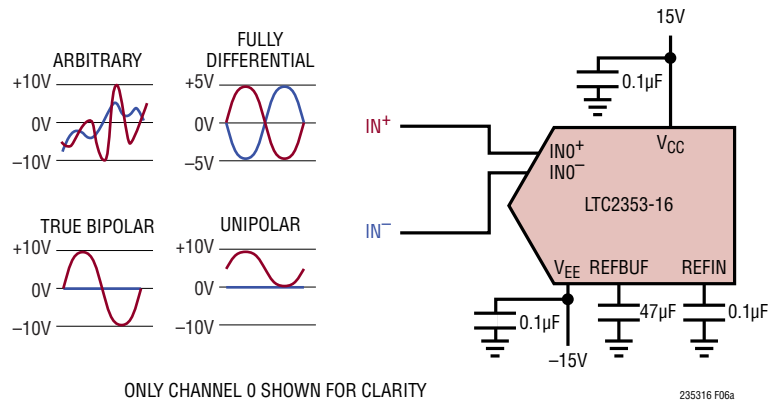 ARBITRARY
+10V
0V
–10V
FULLY
DIFFERENTIAL
+5V
0V
–5V
TRUE BIPOLAR
+10V
0V
–10V
UNIPOLAR
+10V
0V
–10V
15V
0.1µF
IN+
IN–
IN0+
IN0–
VCC
LTC2353-16
VEE
REFBUF
REFIN
0.1µF
47µF
0.1µF
–15V
ONLY CHANNEL 0 SHOWN FOR CLARITY
235316 F06a